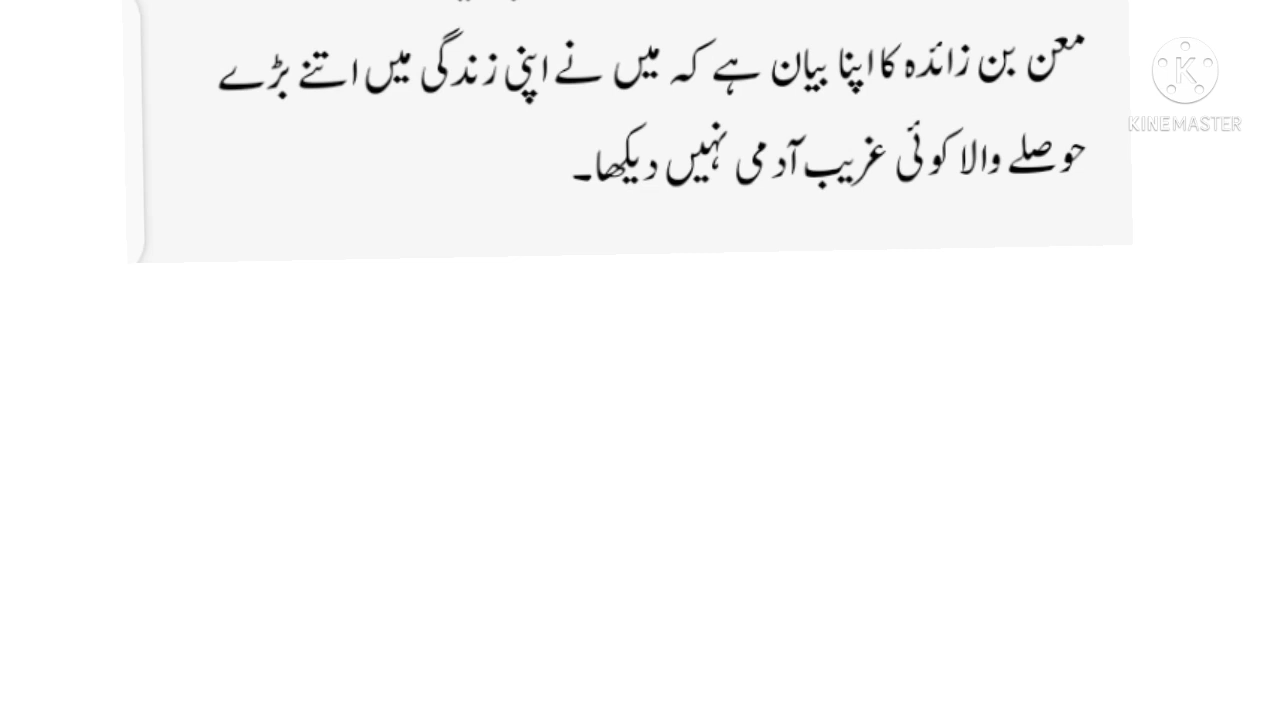 معن بن زائدہ کا اپنا بیان ہے کہ میں نے اپنی زندگی میں اتنے بڑے
حوصلے والا کوئی غریب آدمی نہیں دیکھا۔
KINEMASTER